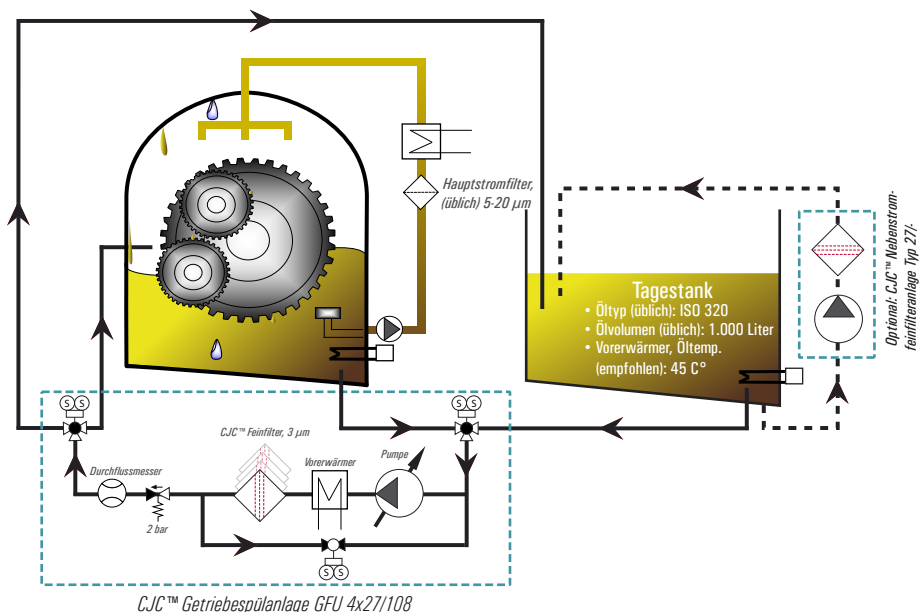 Hauptstromfilter,
(üblich) 5-20 µm
Tagestank
• Öltyp (üblich): ISO 320
• Ölvolumen (üblich): 1.000 Liter
• Vorerwärmer, Öltemp.
(empfohlen): 45 C°
Optional: CJC™ Nebenstrom-
feinfilteranlage Typ 27/-
S S
S S
CJC™ Feinfilter, 3 µm
Vorerwärmer
Pumpe
Durchflussmesser
2 bar
S S
CJC™ Getriebespülanlage GFU 4x27/108